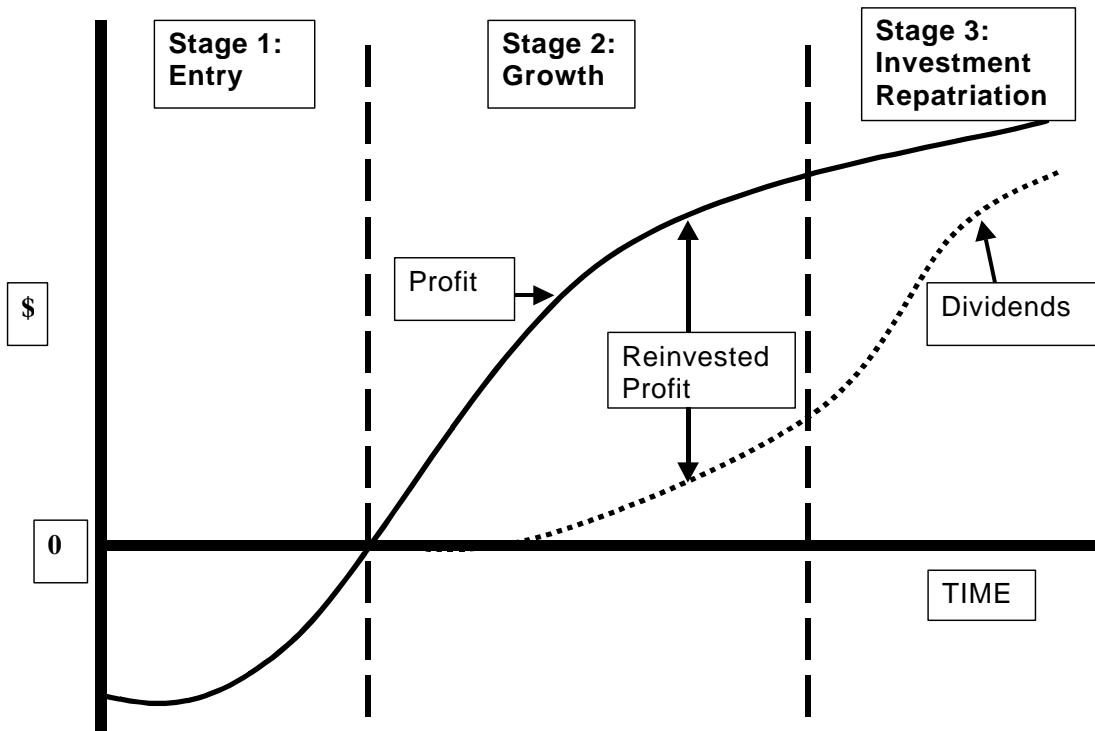 Stage 1:
Entry
Stage 2:
Growth
Stage 3:
Investment
Repatriation
Profit
$
Dividends
Reinvested
Profit
0
TIME